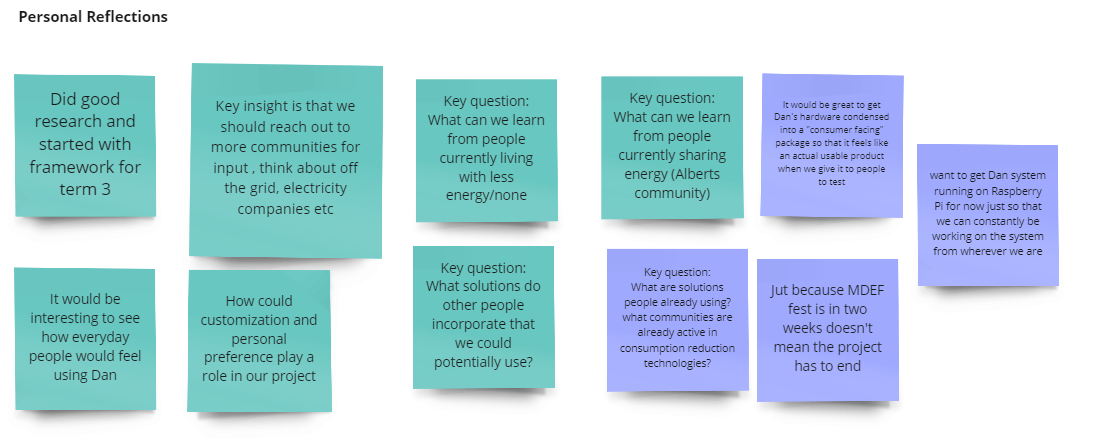 Personal Reflections
Did good
research and
started with
framework for
term 3
Key insight is that we
should reach out to
more communities for
input , think about off
the grid, electricity
companies etc
Key question:
What can we learn
from people
currently living
with less
energy/none
Key question:
What can we learn
from people
currently sharing
energy (Alberts
community)
It would be great to get
Dan's hardware condensed
into a "consumer facing"
package so that it feels like
an actual usable product
when we give it to people
to test
want to get Dan system
running on Raspberry
Pi for now just so that
we can constantly be
working on the system
from wherever we are
It would be
interesting to see
how everyday
people would feel
using Dan
How could
customization and
personal
preference play a
role in our project
Key question:
What solutions do
other people
incorporate that
we could
potentially use?
Key question:
What are solutions
people already using?
what communities are
already active in
consumption reduction
technologies?
Jut because MDEF
fest is in two
weeks doesn't
mean the project
has to end